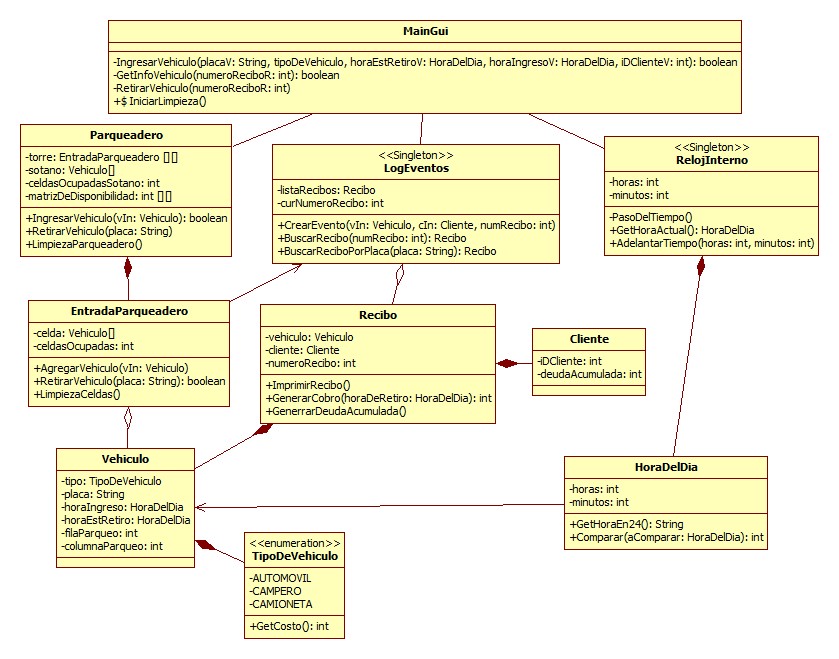 MainGui
-IngresarVehiculo(placaV: String, tipoDeVehiculo, horaEstRetiroV: HoraDelDia, horaIngresoV: HoraDelDia, iDClienteV: int): boolean
-GetInfoVehiculo(numeroReciboR: int): boolean
-RetirarVehiculo(numeroReciboR: int)
+$ IniciarLimpieza()
Parqueadero
-torre: EntradaParqueadero [][]
-sotano: Vehiculo[]
-celdasOcupadasSotano: int
-matrizDeDisponibilidad: int [][]
+IngresarVehiculo(vIn: Vehiculo): boolean
+RetirarVehiculo(placa: String)
+LimpiezaParqueadero()
<<Singleton>>
LogEventos
-listaRecibos: Recibo
-curNumeroRecibo: int
+CrearEvento(vIn: Vehiculo, cIn: Cliente, numRecibo: int)
+BuscarRecibo(numRecibo: int): Recibo
+BuscarReciboPorPlaca(placa: String): Recibo
<<Singleton>>
RelojInterno
-horas: int
-minutos: int
-PasoDelTiempo()
+GetHoraActual(): HoraDelDia
+AdelantarTiempo(horas: int, minutos: int)
EntradaParqueadero
-celda: Vehiculo[]
-celdasOcupadas: int
+AgregarVehiculo(vIn: Vehiculo)
+RetirarVehiculo(placa: String): boolean
+LimpiezaCeldas()
Recibo
-vehiculo: Vehiculo
-cliente: Cliente
-numeroRecibo: int
+ImprimirRecibo()
+GenerarCobro(horaDeRetiro: HoraDelDia): int
+GenerrarDeudaAcumulada()
Cliente
-iDCliente: int
-deudaAcumulada: int
Vehiculo
-tipo: TipoDeVehiculo
-placa: String
-horaIngreso: HoraDelDia
-horaEstRetiro: HoraDelDia
-filaParqueo: int
-columnaParqueo: int
HoraDelDia
-horas: int
-minutos: int
+GetHoraEn24(): String
+Comparar(aComparar: HoraDelDia): int
<<enumeration>>
TipoDeVehiculo
-AUTOMOVIL
-CAMPERO
-CAMIONETA
+GetCosto(): int